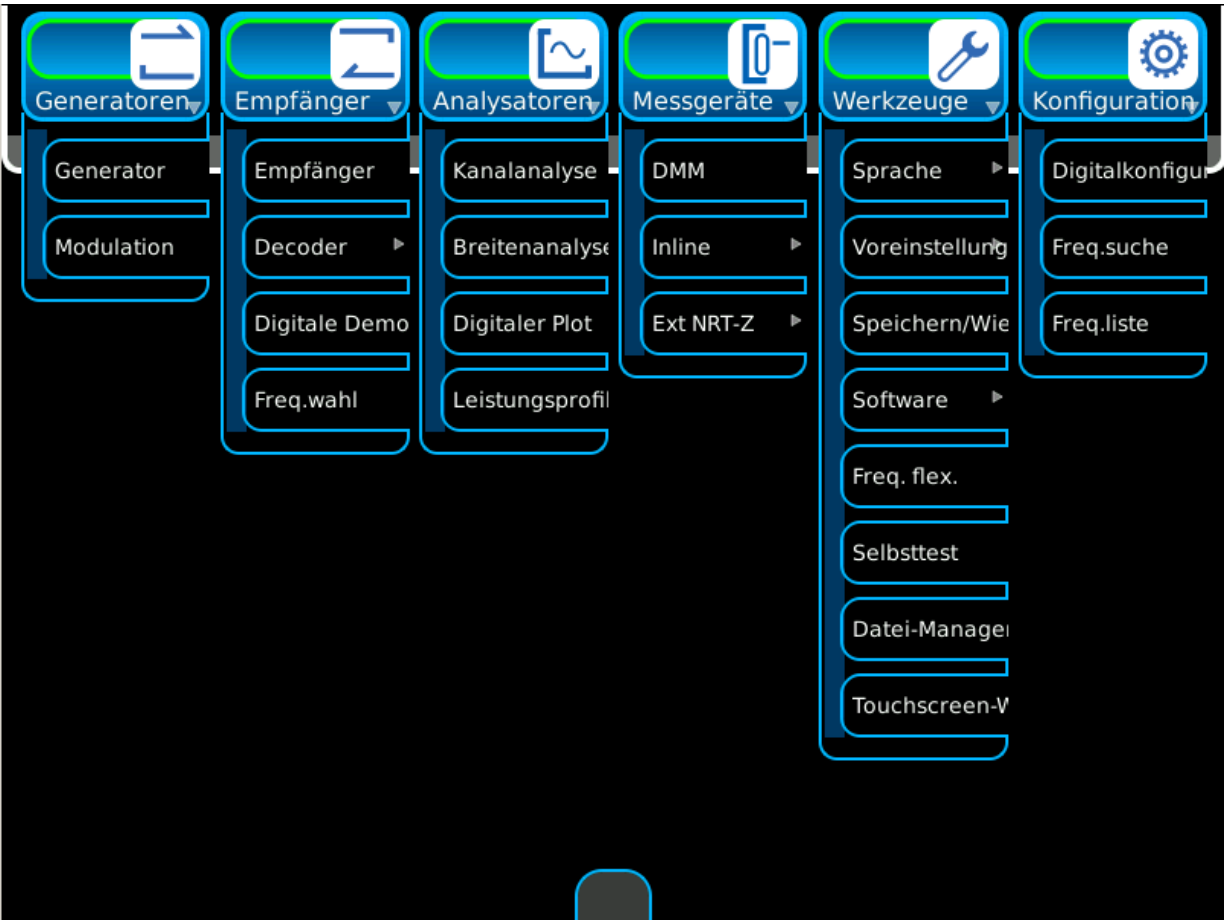 Generatoren
Empfänger
Analysatoren
Messgeräte
Werkzeuge
Konfiguration
Generator
Modulation
Empfänger
Decoder
Digitale Demo
Freq.wahl
Kanalanalyse
Breitenanalyse
Digitaler Plot
Leistungsprofil
DMM
Inline
Ext NRT-Z
Sprache
Voreinstellung
Speichern/Wie
Software
Freq. flex.
Selbsttest
Datei-Manager
Touchscreen-W
Digitalkonfigur
Freq.suche
Freq.liste